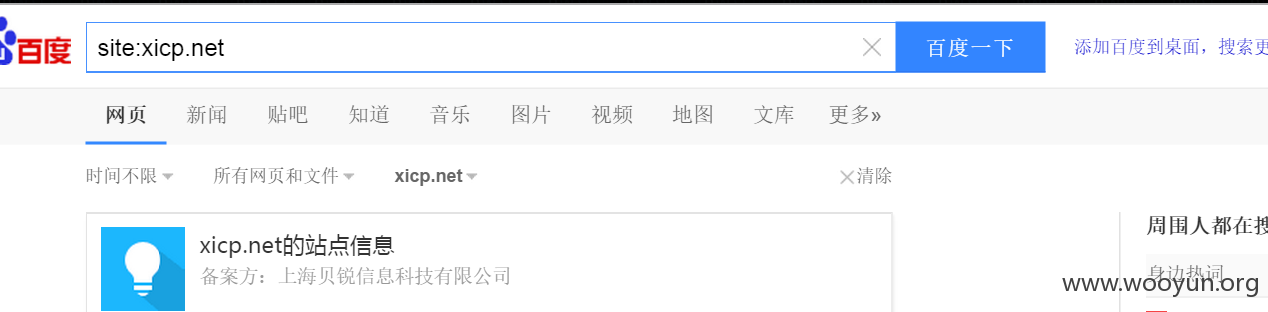 百度 site:xicp.net 百度一下 添加百度到桌面，搜索更
网页 新闻 贴吧 知道 音乐 图片 视频 地图 文库 更多»
时间不限 所有网页和文件 xicp.net 清除
xicp.net的站点信息
备案方：上海贝锐信息科技有限公司
周围人都在搜
身边热词
www.wooyun.org